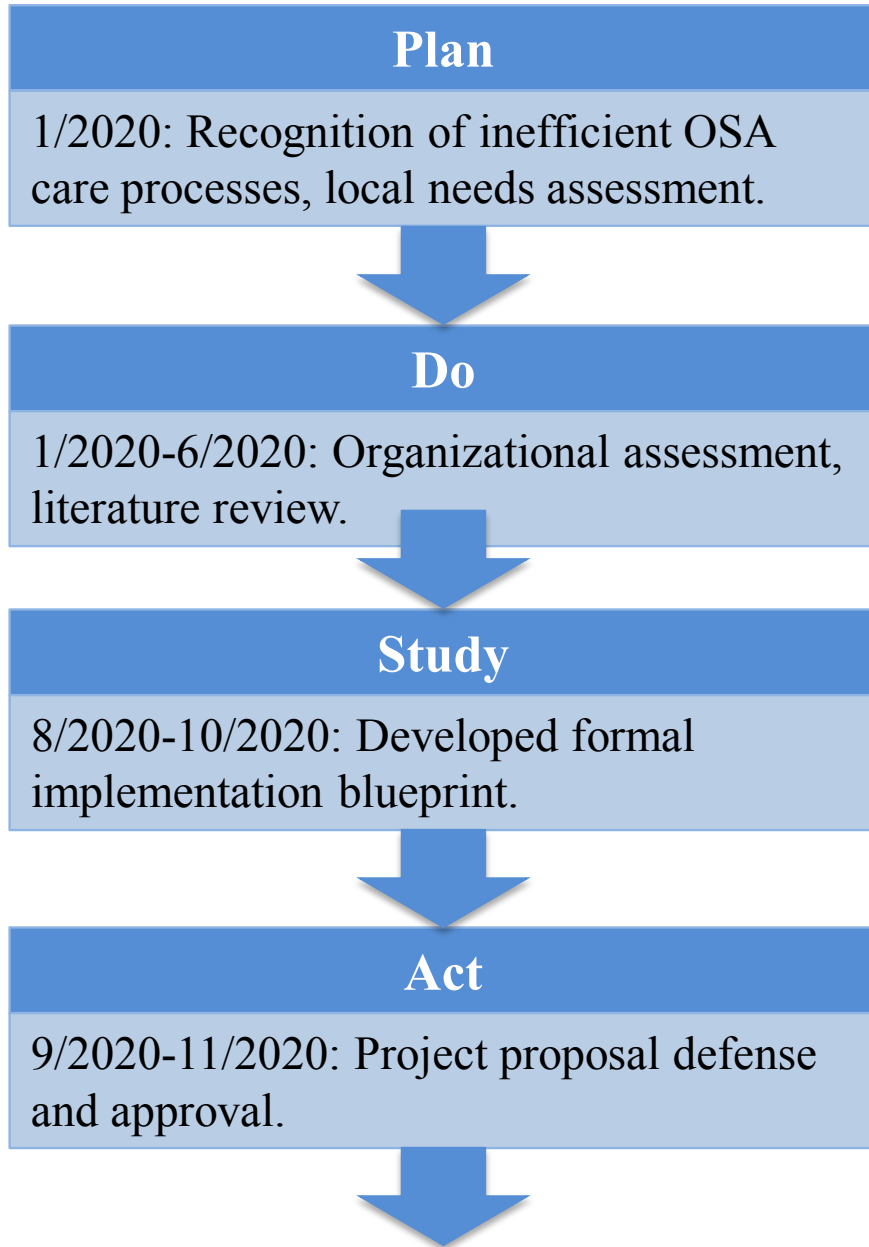 Plan
1/2020: Recognition of inefficient OSA
care processes, local needs assessment.
Do
1/2020-6/2020: Organizational assessment,
literature review.
Study
8/2020-10/2020: Developed formal
implementation blueprint.
Act
9/2020-11/2020: Project proposal defense
and approval.